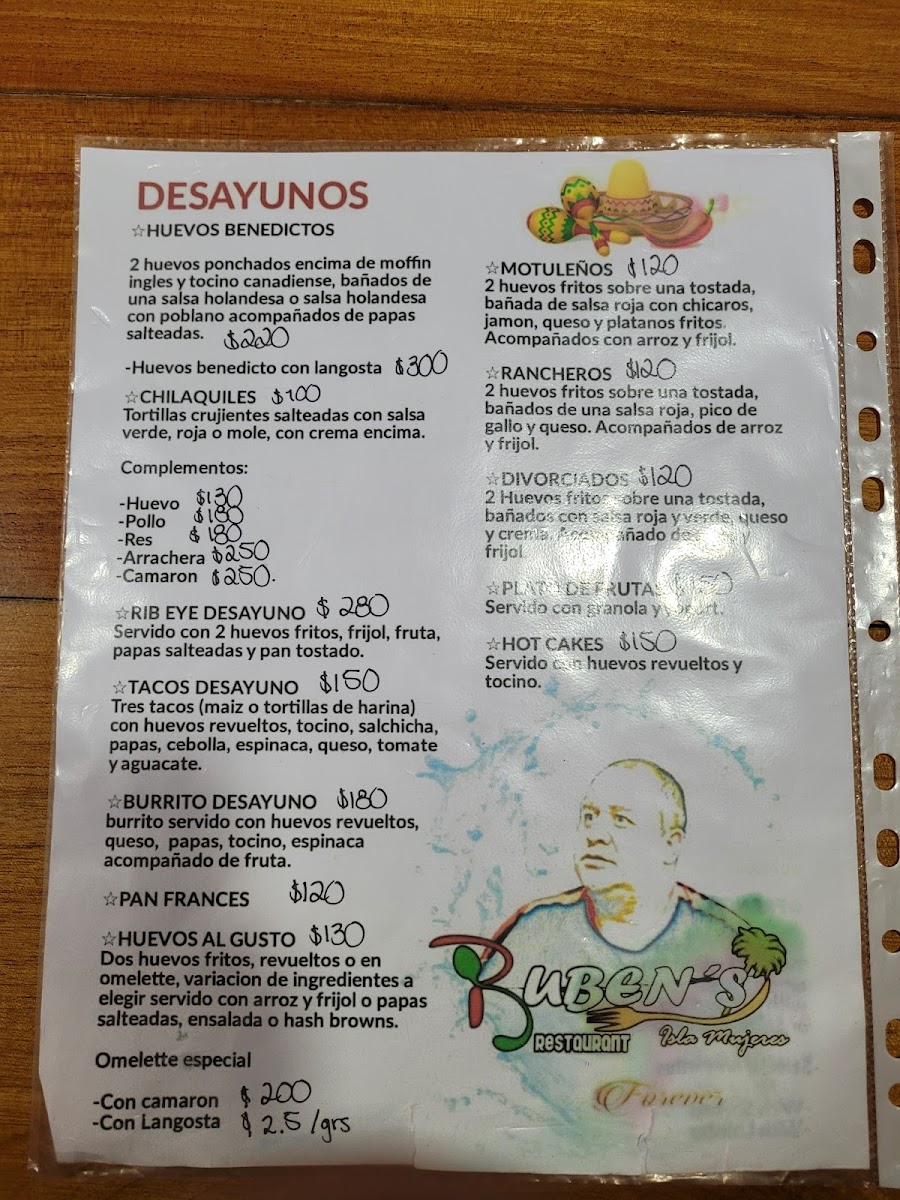 DESAYUNOS
☆HUEVOS BENEDICTOS
2 huevos ponchados encima de moffin
ingles y tocino canadiense, bañados de
una salsa holandesa o salsa holandesa
con poblano acompañados de papas
salteadas. $220
-Huevos benedicto con langosta $300
☆CHILAQUILES $100
Tortillas crujientes salteadas con salsa
verde, roja o mole, con crema encima.
Complementos:
-Huevo $130
-Pollo $180
-Res $180
-Arrachera $250
-Camaron $250.
☆RIB EYE DESAYUNO $280
Servido con 2 huevos fritos, frijol, fruta,
papas salteadas y pan tostado.
☆TACOS DESAYUNO $150
Tres tacos (maiz o tortillas de harina)
con huevos revueltos, tocino, salchicha,
papas, cebolla, espinaca, queso, tomate
y aguacate.
☆BURRITO DESAYUNO $180
burrito servido con huevos revueltos,
queso, papas, tocino, espinaca
acompañado de fruta.
☆PAN FRANCES $120
☆HUEVOS AL GUSTO $130
Dos huevos fritos, revueltos o en
omelette, variacion de ingredientes a
elegir servido con arroz y frijol o papas
salteadas, ensalada o hash browns.
Omelette especial
-Con camaron $200
-Con Langosta $2.5/grs
☆MOTULEÑOS $120
2 huevos fritos sobre una tostada,
bañada de salsa roja con chicaros,
jamon, queso y platanos fritos.
Acompañados con arroz y frijol.
☆RANCHEROS $120
2 huevos fritos sobre una tostada,
bañados de una salsa roja, pico de
gallo y queso. Acompañados de arroz
y frijol.
☆DIVORCIADOS $120
2 Huevos fritos sobre una tostada,
bañados con salsa roja y verde, queso
y crema. Acompañado de y
frijol
☆PLATO DE FRUTAS $150
Servido con granola y yogurt.
☆HOT CAKES $150
Servido con huevos revueltos y
tocino.
RUBEN´S
RESTAURANT Isla Mujeres
Forever